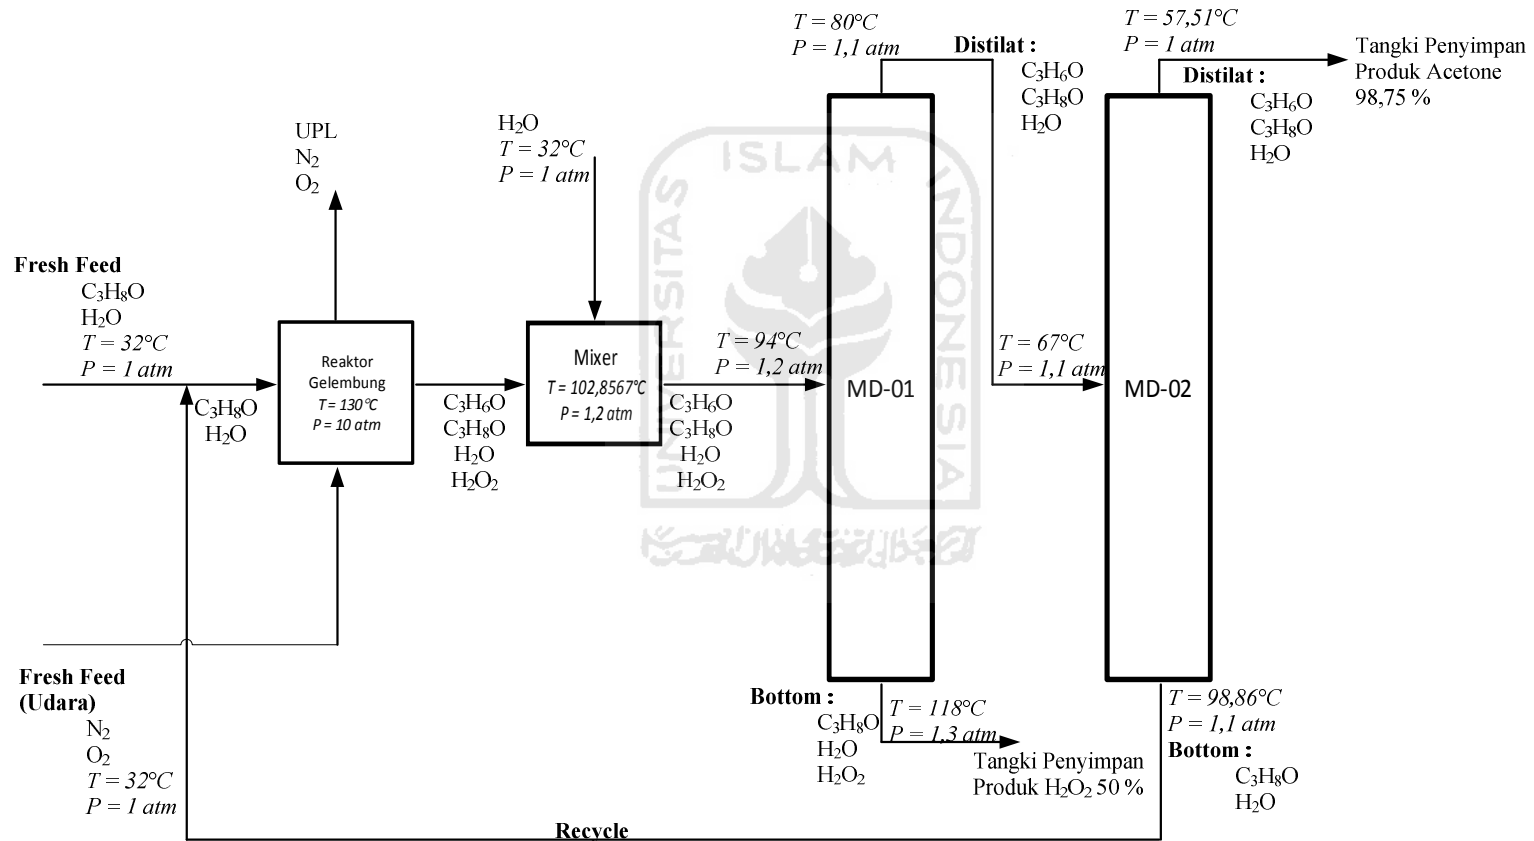 T = 80°C
P = 1,1 atm
Distilat :
C₃H₆O
C₃H₈O
H₂O
T = 57,51°C
P = 1 atm
Distilat :
C₃H₆O
C₃H₈O
H₂O
Tangki Penyimpan
Produk Acetone
98,75 %
UPL
N₂
O₂
H₂O
T = 32°C
P = 1 atm
Fresh Feed
C₃H₈O
H₂O
T = 32°C
P = 1 atm
C₃H₈O
H₂O
Reaktor
Gelembung
T = 130°C
P = 10 atm
C₃H₆O
C₃H₈O
H₂O
H₂O₂
Mixer
T = 102,8567°C
P = 1,2 atm
T = 94°C
P = 1,2 atm
C₃H₆O
C₃H₈O
H₂O
H₂O₂
MD-01
T = 67°C
P = 1,1 atm
MD-02
UNIVERSITAS
ISLAM
INDONESIA
Fresh Feed
(Udara)
N₂
O₂
T = 32°C
P = 1 atm
Bottom :
C₃H₈O
H₂O
H₂O₂
T = 118°C
P = 1,3 atm
Tangki Penyimpan
Produk H₂O₂ 50 %
T = 98,86°C
P = 1,1 atm
Bottom :
C₃H₈O
H₂O
Recycle